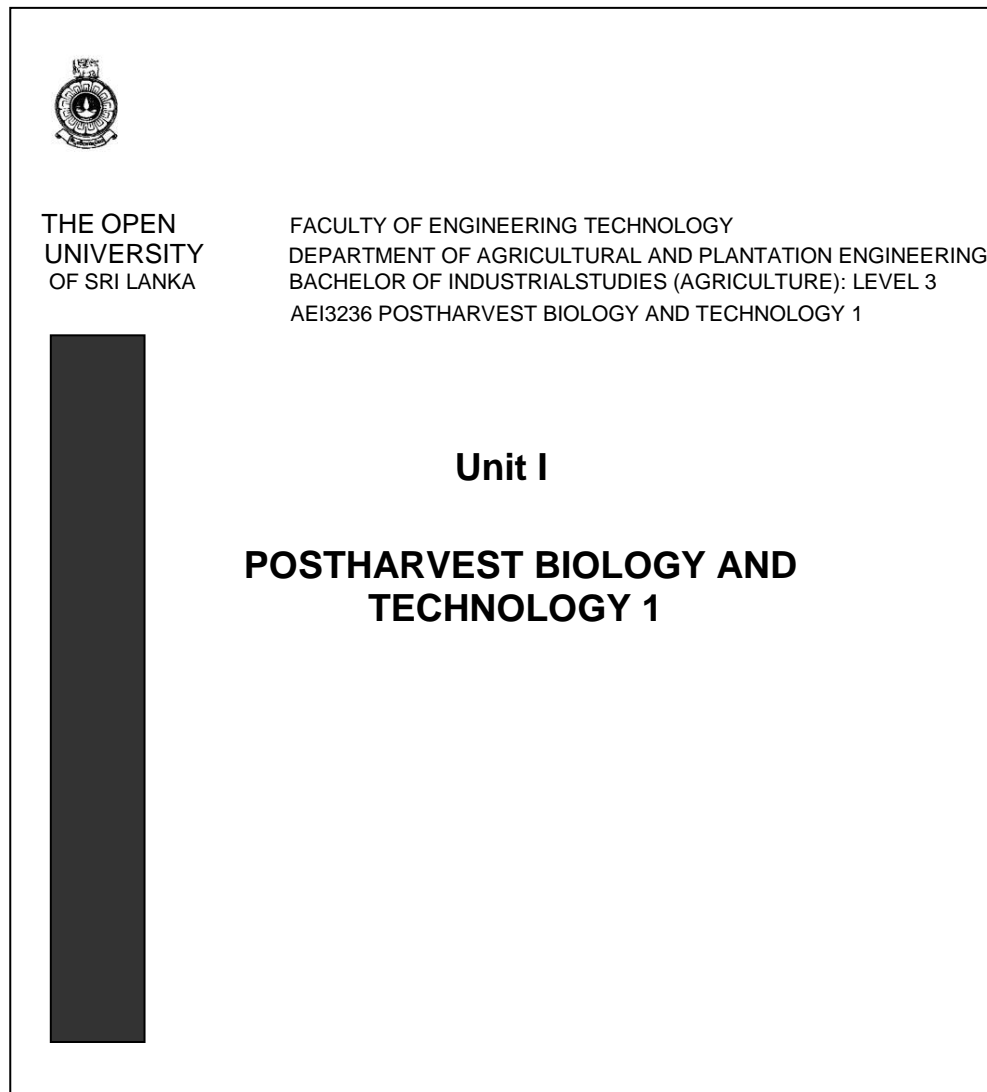 THE OPEN
UNIVERSITY
OF SRI LANKA
FACULTY OF ENGINEERING TECHNOLOGY
DEPARTMENT OF AGRICULTURAL AND PLANTATION ENGINEERING
BACHELOR OF INDUSTRIALSTUDIES (AGRICULTURE): LEVEL 3
AEI3236 POSTHARVEST BIOLOGY AND TECHNOLOGY 1
Unit I
POSTHARVEST BIOLOGY AND
TECHNOLOGY 1